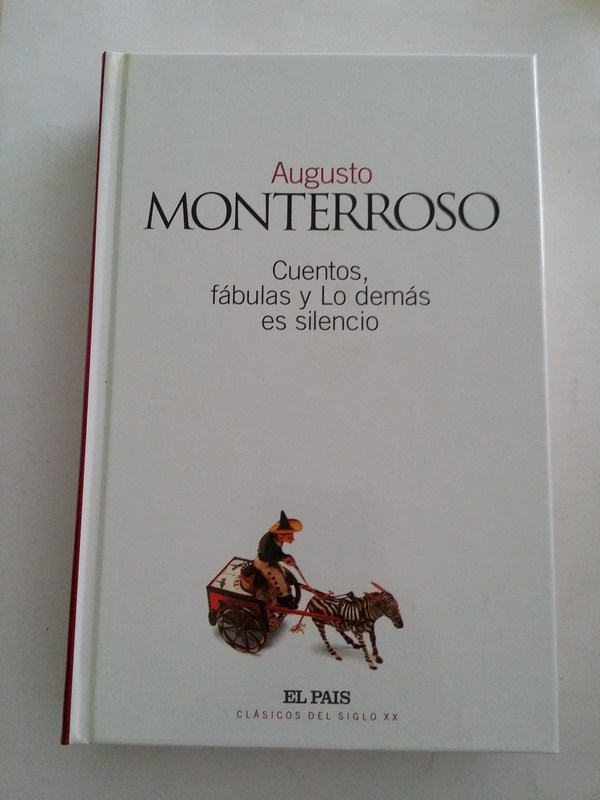 Augusto
MONTERROSO
Cuentos,
fábulas y Lo demás
es silencio
EL PAIS
CLÁSICOS DEL SIGLO XX